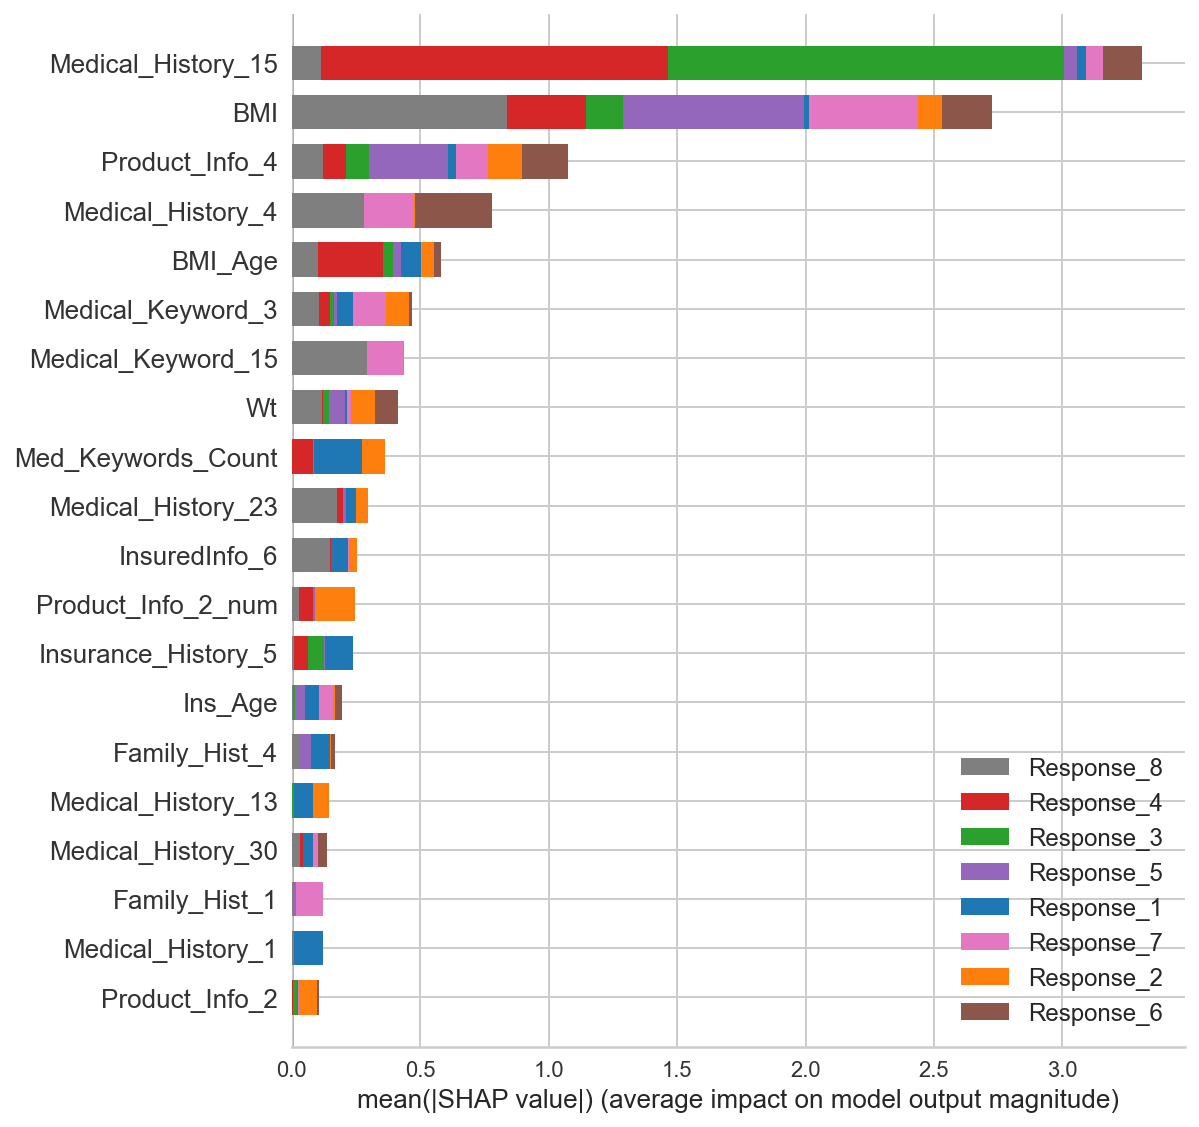 Medical_History_15
BMI
Product_Info_4
Medical_History_4
BMI_Age
Medical_Keyword_3
Medical_Keyword_15
Wt
Med_Keywords_Count
Medical_History_23
InsuredInfo_6
Product_Info_2_num
Insurance_History_5
Ins_Age
Family_Hist_4
Medical_History_13
Medical_History_30
Family_Hist_1
Medical_History_1
Product_Info_2
Response_8
Response_4
Response_3
Response_5
Response_1
Response_7
Response_2
Response_6
0.0 0.5 1.0 1.5 2.0 2.5 3.0
mean(|SHAP value|) (average impact on model output magnitude)